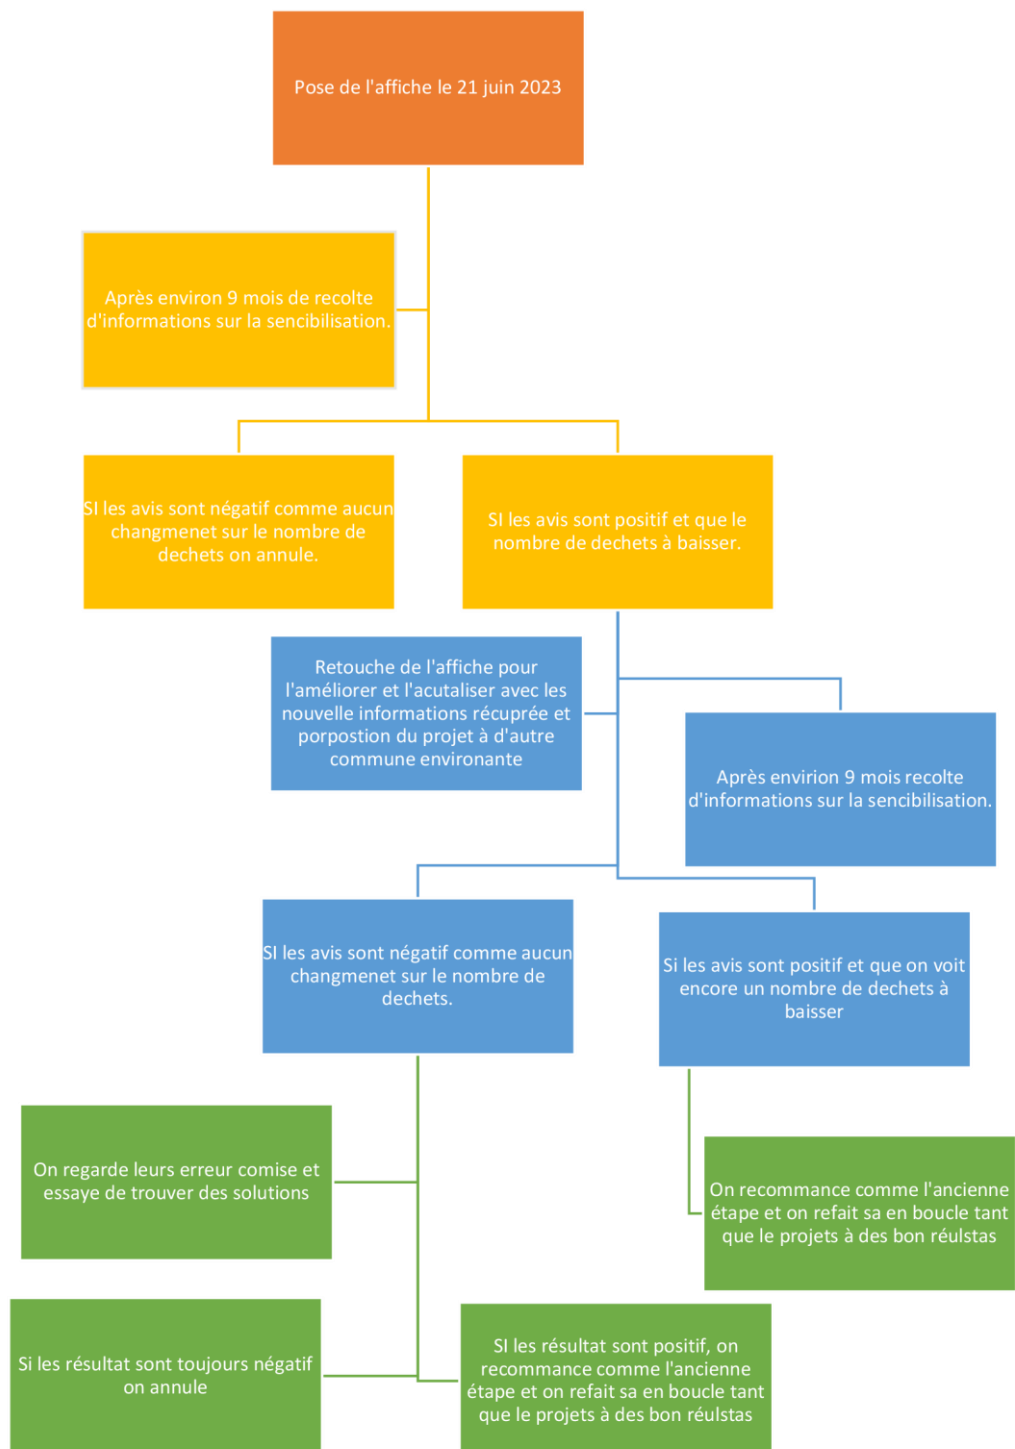 Pose de l'affiche le 21 juin 2023
Après environ 9 mois de recolte
d'informations sur la sencibilisation.
SI les avis sont négatif comme aucun
changmenet sur le nombre de
dechets on annule.
SI les avis sont positif et que le
nombre de dechets à baisser.
Retouche de l'affiche pour
l'améliorer et l'acutaliser avec les
nouvelle informations récuprée et
porpostion du projet à d'autre
commune environante
Après envirion 9 mois recolte
d'informations sur la sencibilisation.
SI les avis sont négatif comme aucun
changmenet sur le nombre de
dechets.
Si les avis sont positif et que on voit
encore un nombre de dechets à
baisser
On regarde leurs erreur comise et
essaye de trouver des solutions
On recommance comme l'ancienne
étape et on refait sa en boucle tant
que le projets à des bon réulstas
Si les résultat sont toujours négatif
on annule
SI les résultat sont positif, on
recommance comme l'ancienne
étape et on refait sa en boucle tant
que le projets à des bon réulstas